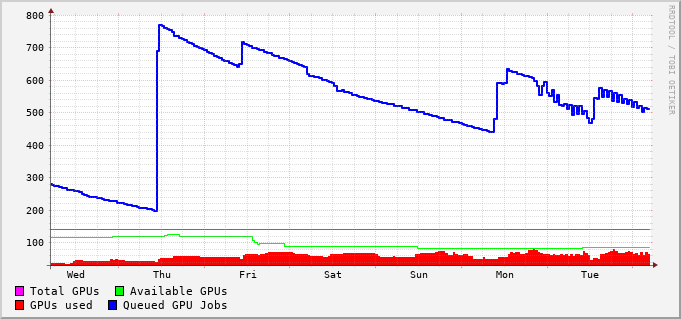 800
700
600
500
400
300
200
100
Wed Thu Fri Sat Sun Mon Tue
Total GPUs Available GPUs
GPUs used Queued GPU Jobs
RRDTOOL / TOBI OETIKER